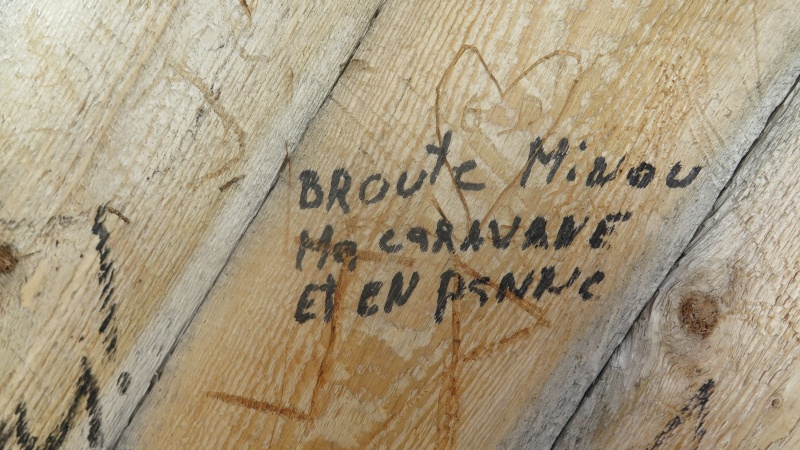 BROUtE MiNOU
Ma caRAVANE
Et EN PANNE